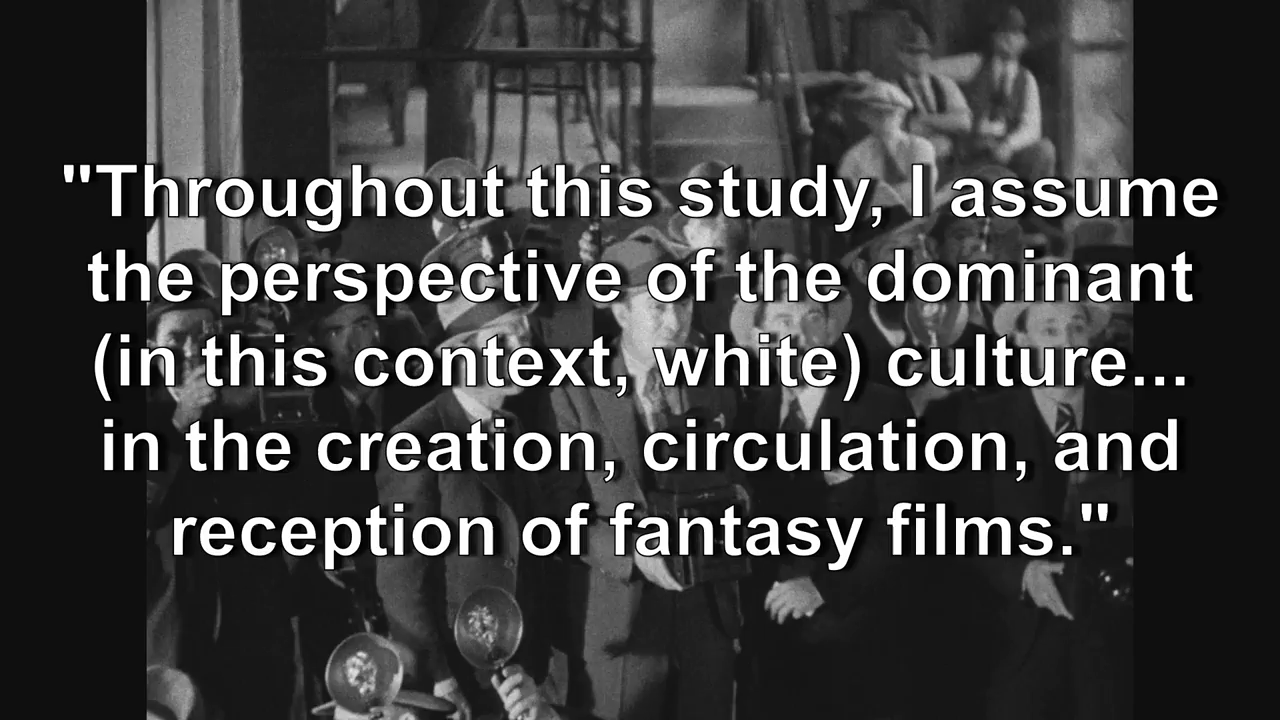 "Throughout this study, I assume
the perspective of the dominant
(in this context, white) culture...
in the creation, circulation, and
reception of fantasy films."